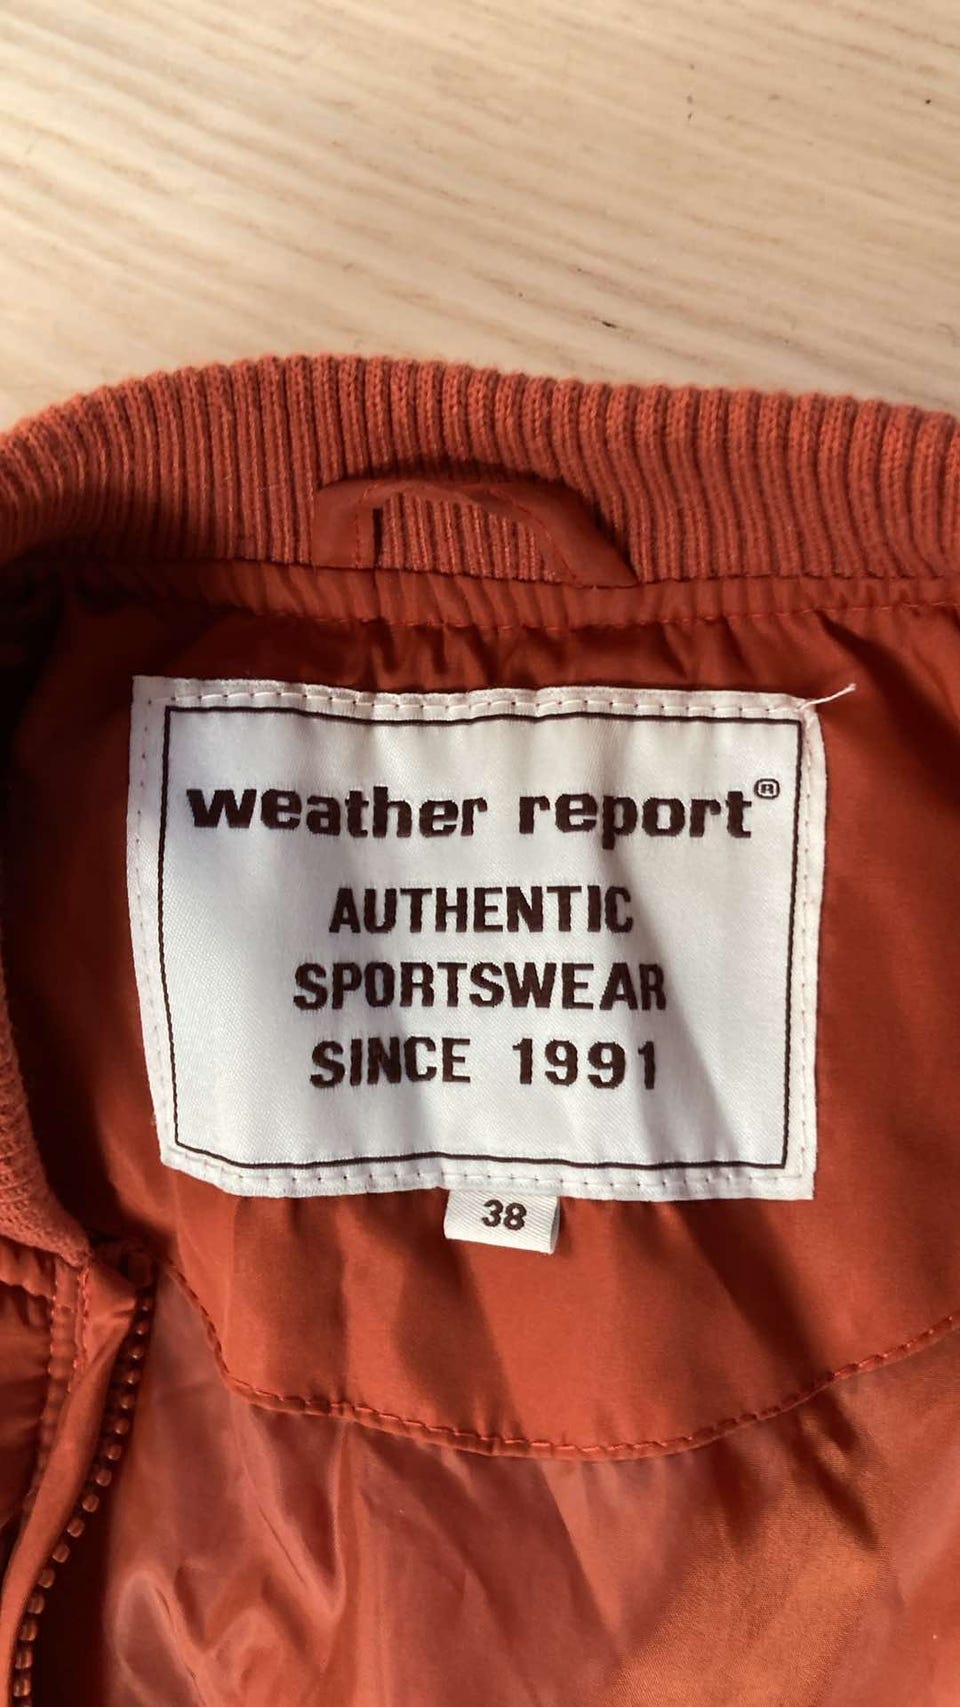 weather report®
AUTHENTIC
SPORTSWEAR
SINCE 1991
38